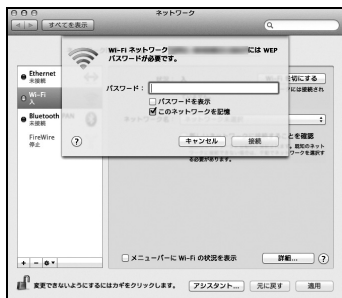 ネットワーク
すべてを表示
Wi-Fi ネットワーク
には WEP
パスワードが必要です。
パスワード：
パスワードを表示
このネットワークを記憶
?
キャンセル
接続
Ethernet
未接続
Wi-Fi
入
Bluetooth PAN
未接続
FireWire
停止
を切にする
には接続され
ことを確認
既知のネット
ワークを選択す
る必要があります。
メニューバーに Wi-Fi の状況を表示
詳細...
?
変更できないようにするにはカギをクリックします。
アシスタント...
元に戻す
適用